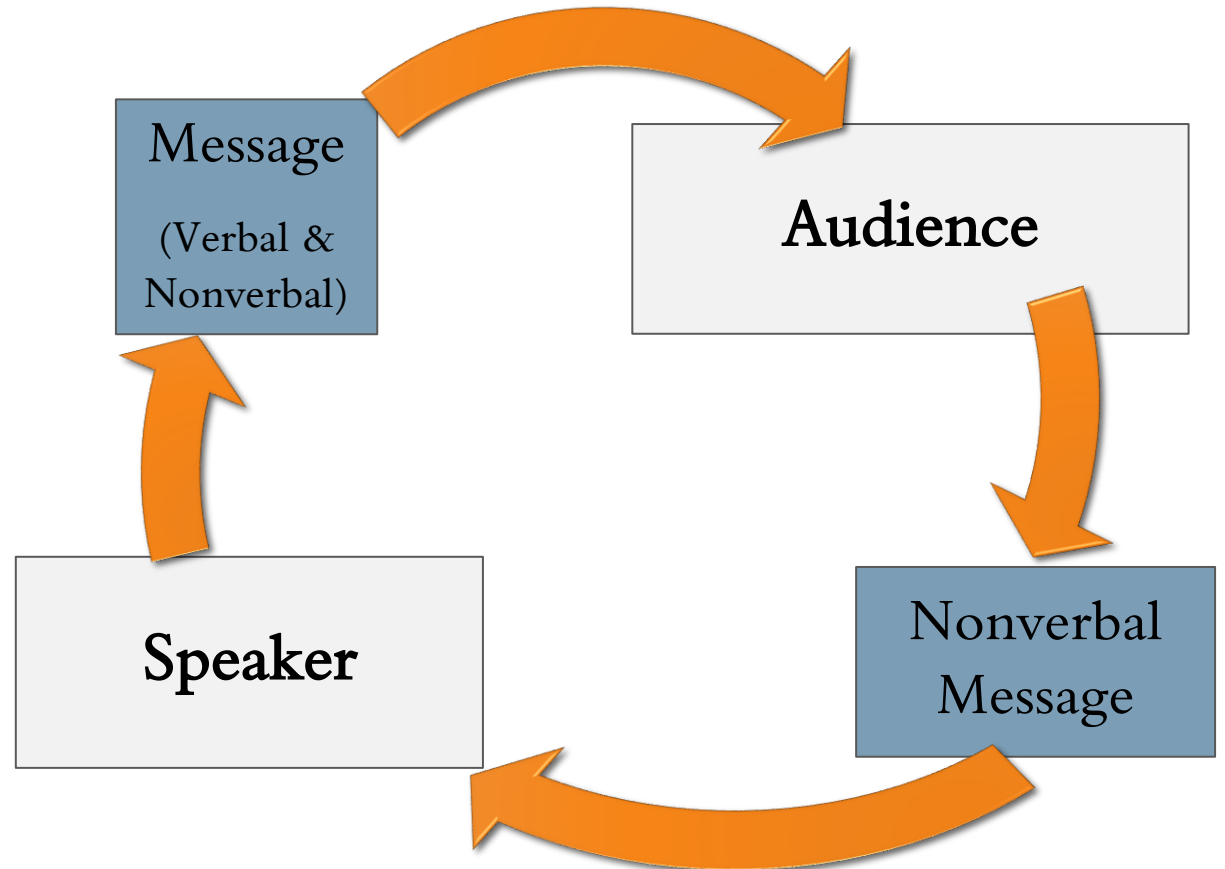 Message
(Verbal &
Nonverbal)
Audience
Speaker
Nonverbal
Message